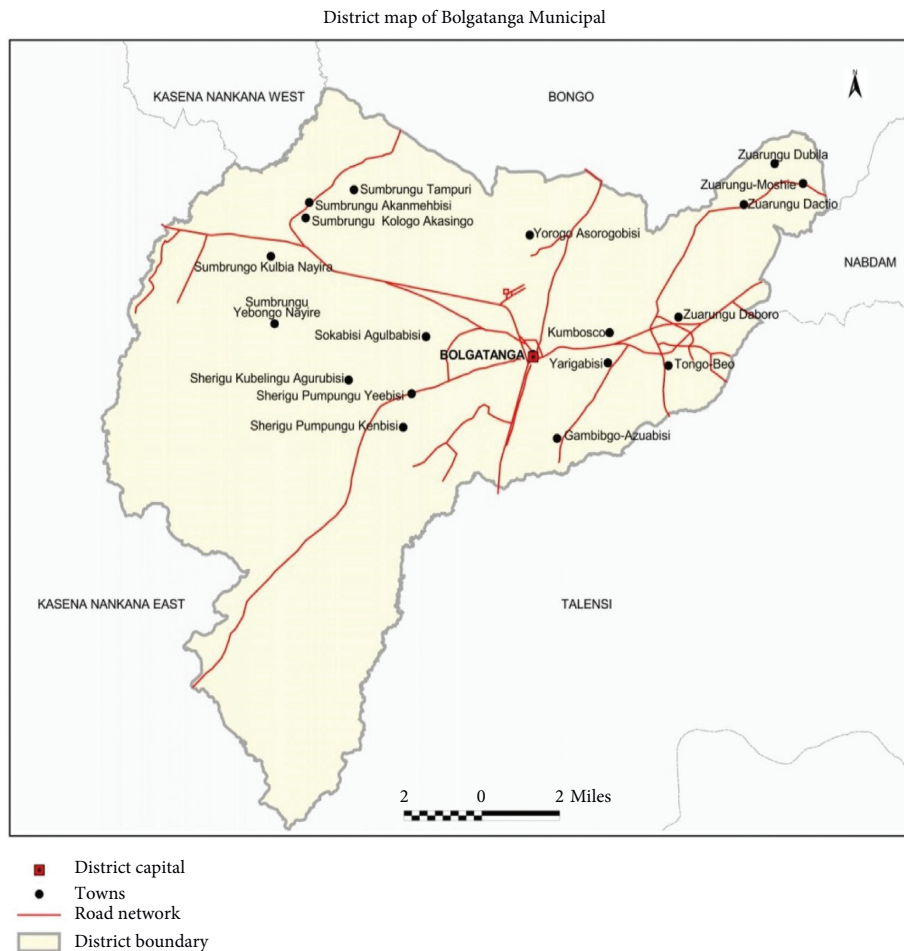 District map of Bolgatanga Municipal
KASENA NANKANA WEST
BONGO
N
Zuarungu Dubila
Zuarungu-Moshie
Zuarungu Dactio
Sumbrungu Tampuri
Sumbrungu Akanmehbisi
Sumbrungu Kologo Akasingo
Yorogo Asorogobisi
NABDAM
Sumbrungo Kulbia Nayira
Sumbrungu
Yebongo Nayire
Zuarungu Daboro
Sokabisi Agulbabisi
Kumbosco
BOLGATANGA
Yarigabisi
Tongo-Beo
Sherigu Kubelingu Agurubisi
Sherigu Pumpungu Yeebisi
Sherigu Pumpungu Kenbisi
Gambibgo-Azuabisi
KASENA NANKANA EAST
TALENSI
2 0 2 Miles
District capital
Towns
Road network
District boundary